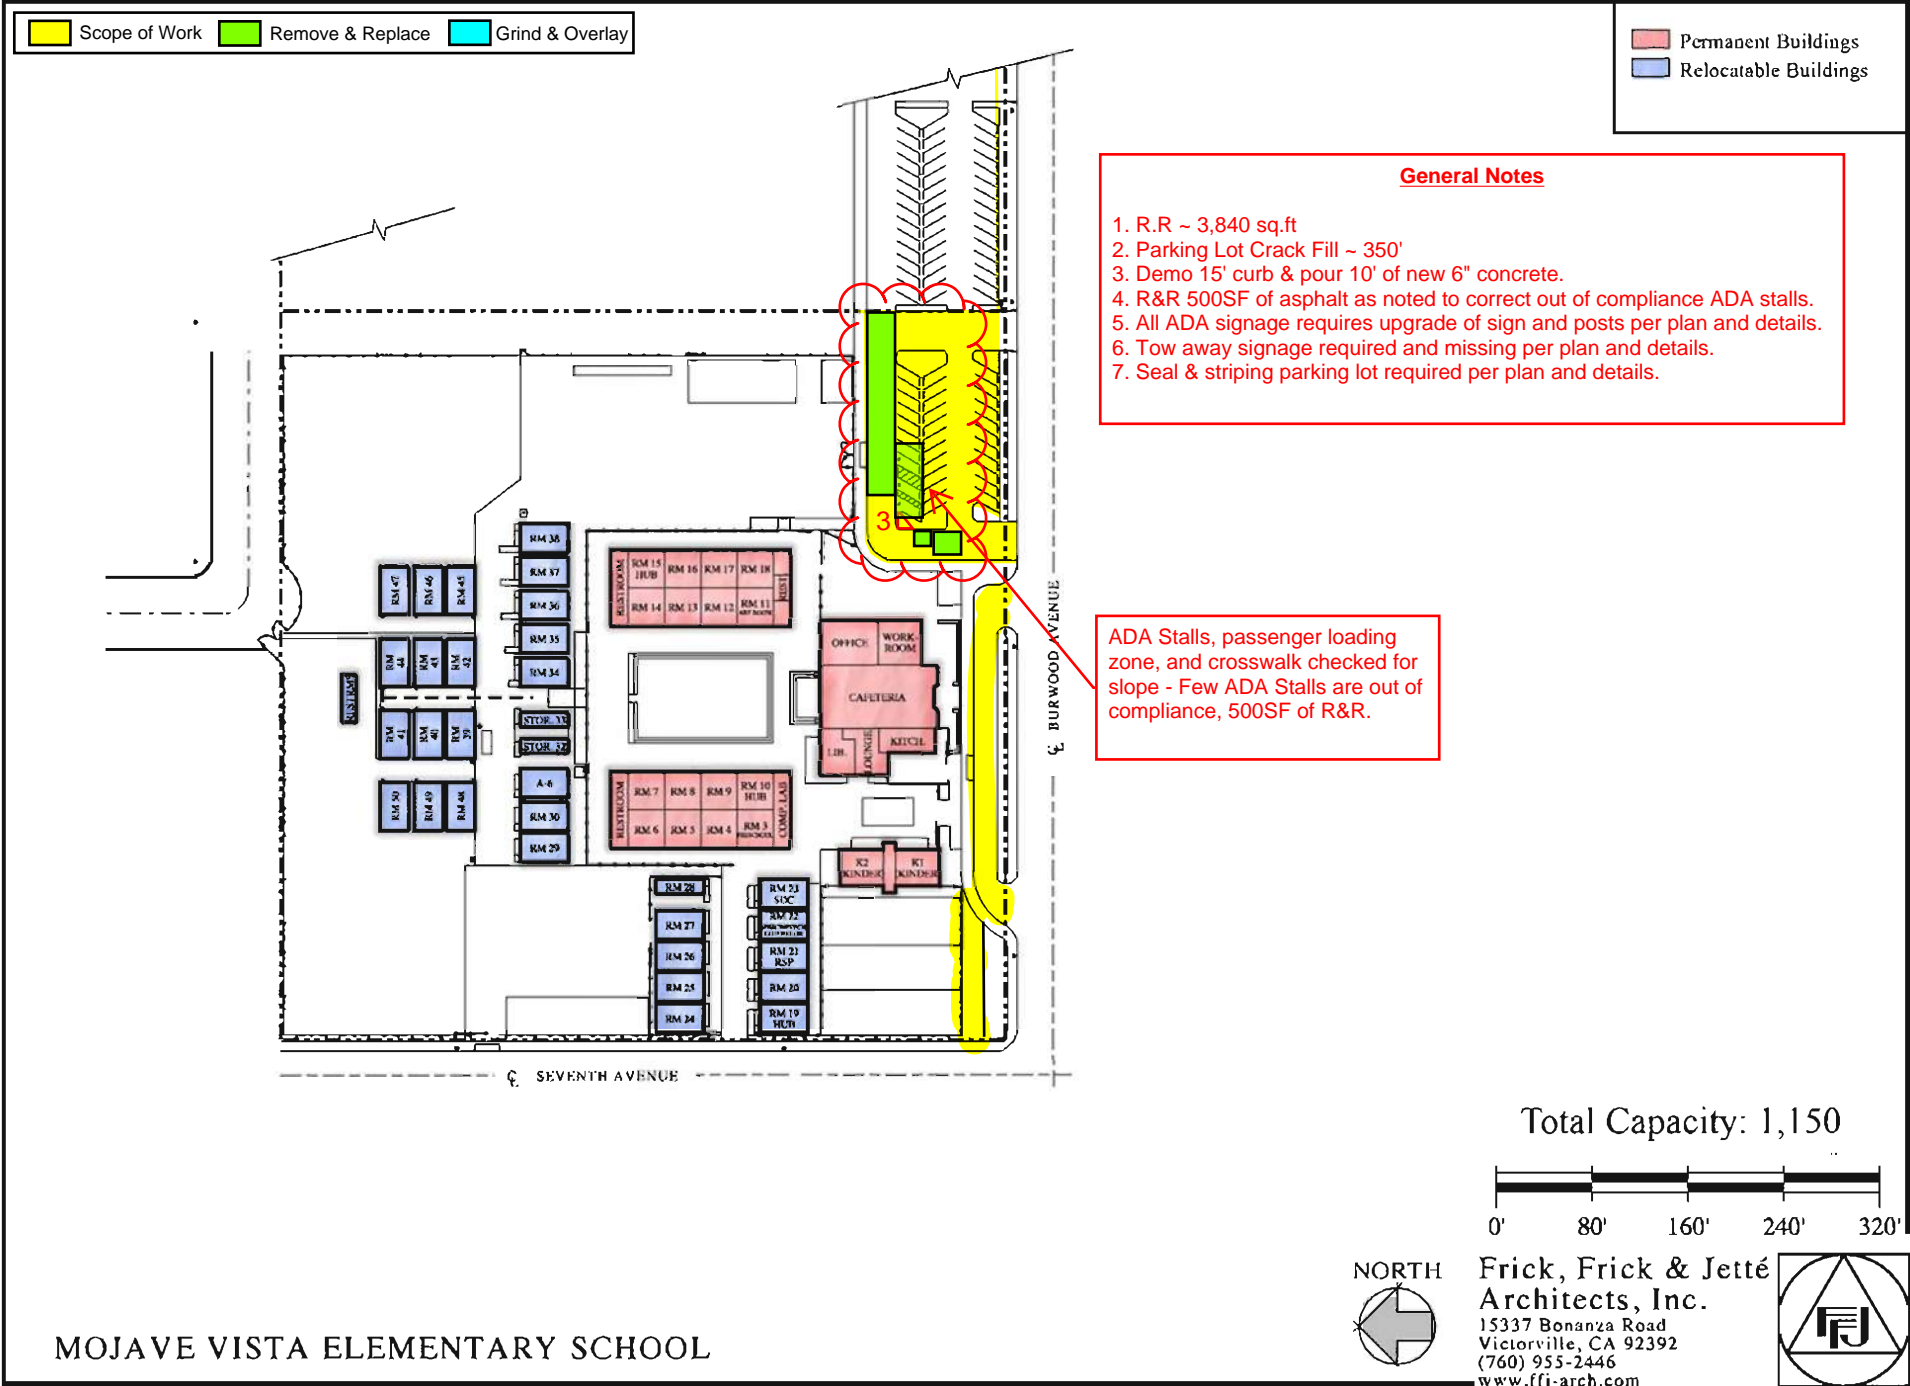 Scope of Work
Remove & Replace
Grind & Overlay
Permanent Buildings
Relocatable Buildings
General Notes
1. R.R ~ 3,840 sq.ft
2. Parking Lot Crack Fill ~ 350'
3. Demo 15' curb & pour 10' of new 6" concrete.
4. R&R 500SF of asphalt as noted to correct out of compliance ADA stalls.
5. All ADA signage requires upgrade of sign and posts per plan and details.
6. Tow away signage required and missing per plan and details.
7. Seal & striping parking lot required per plan and details.
3
RM 38
RM 37
RM 36
RM 35
RM 34
STOR. 33
STOR. 32
A-6
RM 30
RM 29
RM 47
RM 46
RM 45
RM 44
RM 43
RM 42
RESTRMS
RM 41
RM 40
RM 39
RM 50
RM 49
RM 48
RESTROOM
RM 15
HUB
RM 16
RM 17
RM 18
REST
RM 14
RM 13
RM 12
RM 11
OFFICE
WORK-
ROOM
CAFETERIA
LIB.
LOUNGE
KITCH.
RESTROOM
RM 7
RM 8
RM 9
RM 10
HUB
COMP. LAB
RM 6
RM 5
RM 4
RM 3
PRESCHOOL
K2
KINDER
K1
KINDER
RM 28
RM 27
RM 26
RM 25
RM 24
RM 23
SDC
RM 22
RM 21
RSP
RM 20
RM 19
HUB
℄ BURWOOD AVENUE
ADA Stalls, passenger loading
zone, and crosswalk checked for
slope - Few ADA Stalls are out of
compliance, 500SF of R&R.
℄ SEVENTH AVENUE
Total Capacity: 1,150
0' 80' 160' 240' 320'
NORTH
Frick, Frick & Jetté
Architects, Inc.
15337 Bonanza Road
Victorville, CA 92392
(760) 955-2446
www.ffj-arch.com
FFJ
MOJAVE VISTA ELEMENTARY SCHOOL